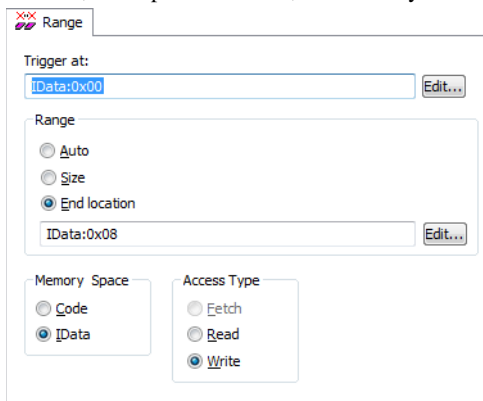 Range
Trigger at:
IData:0x00 Edit...
Range
Auto
Size
End location
IData:0x08 Edit...
Memory Space Access Type
Code Fetch
IData Read
Write